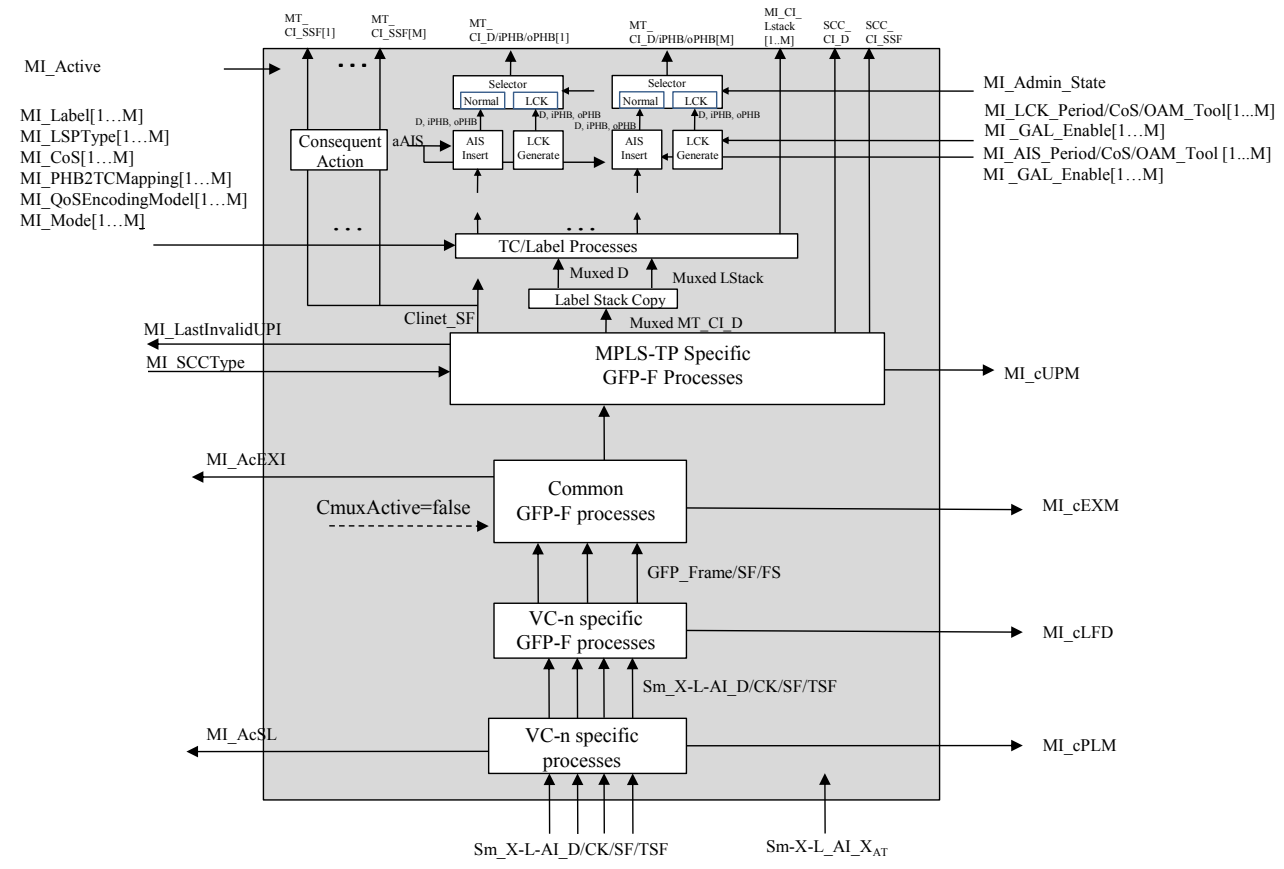 MT_
CI_SSF[1]
MT_
CI_SSF[M]
MT_
CI_D/iPHB/oPHB[1]
MT_
CI_D/iPHB/oPHB[M]
MI_CI_
Lstack
[1..M]
SCC_
CI_D
SCC_
CI_SSF
MI_Active
. . .
Selector
Normal
LCK
Selector
Normal
LCK
MI_Admin_State
MI_Label[1…M]
MI_LSPType[1…M]
MI_CoS[1…M]
MI_PHB2TCMapping[1…M]
MI_QoSEncodingModel[1…M]
MI_Mode[1…M]
D, iPHB, oPHB
D, iPHB, oPHB
D, iPHB, oPHB
D, iPHB, oPHB
MI_LCK_Period/CoS/OAM_Tool[1...M]
MI _GAL_Enable[1…M]
MI_AIS_Period/CoS/OAM_Tool [1...M]
MI _GAL_Enable[1…M]
Consequent
Action
aAIS
AIS
Insert
LCK
Generate
AIS
Insert
LCK
Generate
. . .
. . .
TC/Label Processes
Muxed D
Muxed LStack
Label Stack Copy
Clinet_SF
Muxed MT_CI_D
MI_LastInvalidUPI
MI_SCCType
MPLS-TP Specific
GFP-F Processes
MI_cUPM
MI_AcEXI
Common
GFP-F processes
CmuxActive=false
MI_cEXM
GFP_Frame/SF/FS
VC-n specific
GFP-F processes
MI_cLFD
Sm_X-L-AI_D/CK/SF/TSF
MI_AcSL
VC-n specific
processes
MI_cPLM
Sm_X-L-AI_D/CK/SF/TSF
Sm-X-L_AI_XAT